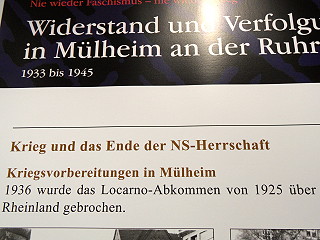 Nie wieder Faschismus – nie
Widerstand und Verfolgu
in Mülheim an der Ruhr
1933 bis 1945
Krieg und das Ende der NS-Herrschaft
Kriegsvorbereitungen in Mülheim
1936 wurde das Locarno-Abkommen von 1925 über
Rheinland gebrochen.